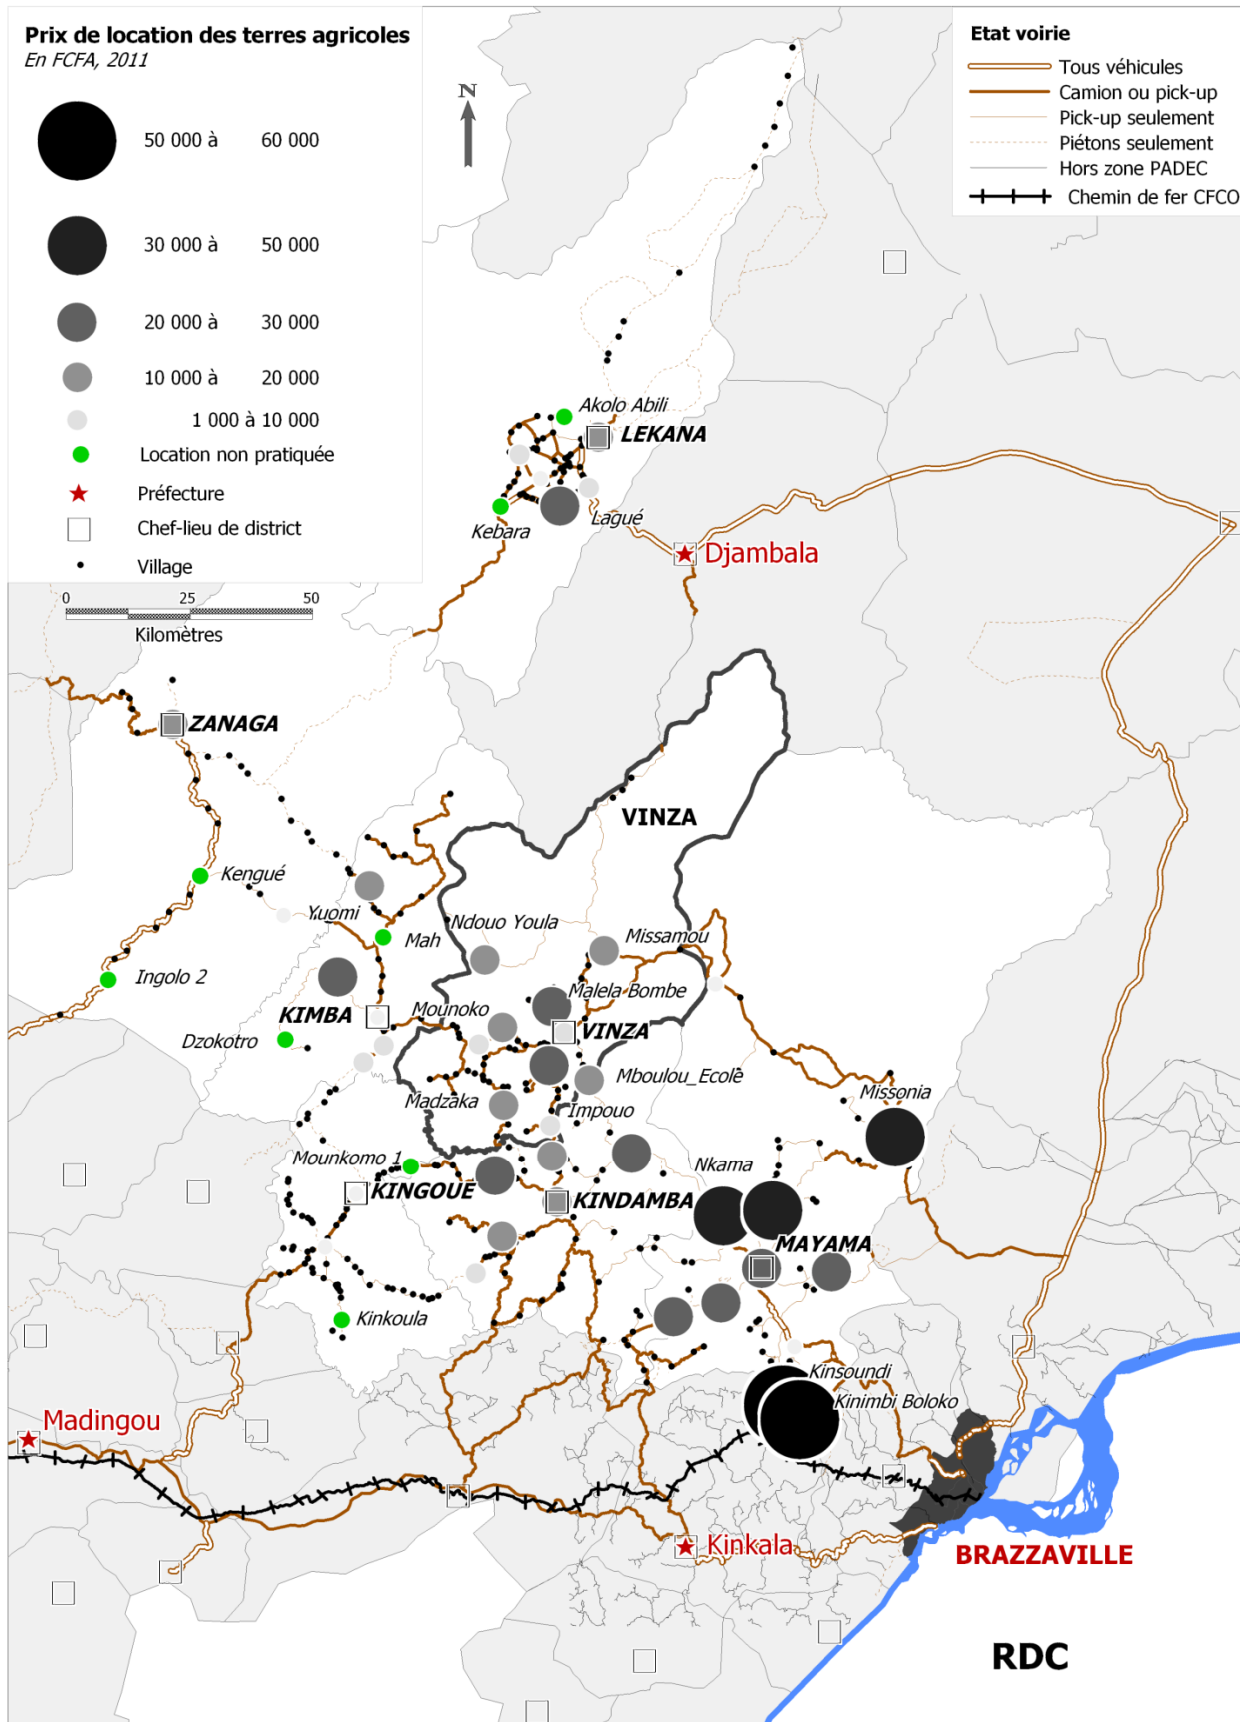 Prix de location des terres agricoles
En FCFA, 2011
50 000 à 60 000
30 000 à 50 000
20 000 à 30 000
10 000 à 20 000
1 000 à 10 000
Location non pratiquée
Préfecture
Chef-lieu de district
Village
0 25 50
Kilomètres
N
Etat voirie
Tous véhicules
Camion ou pick-up
Pick-up seulement
Piétons seulement
Hors zone PADEC
Chemin de fer CFCO
Akolo Abili
LEKANA
Lagué
Kebara
Djambala
ZANAGA
VINZA
Kengué
Yuomi
Ndouo Youla
Mah
Missamou
Ingolo 2
Malela Bombe
KIMBA
Mounoko
VINZA
Dzokotro
Mboulou_Ecole
Missonia
Madzaka
Impouo
Mounkomo 1
Nkama
KINGOUE
KINDAMBA
MAYAMA
Kinkoula
Kinsoundi
Kinimbi Boloko
Madingou
Kinkala
BRAZZAVILLE
RDC